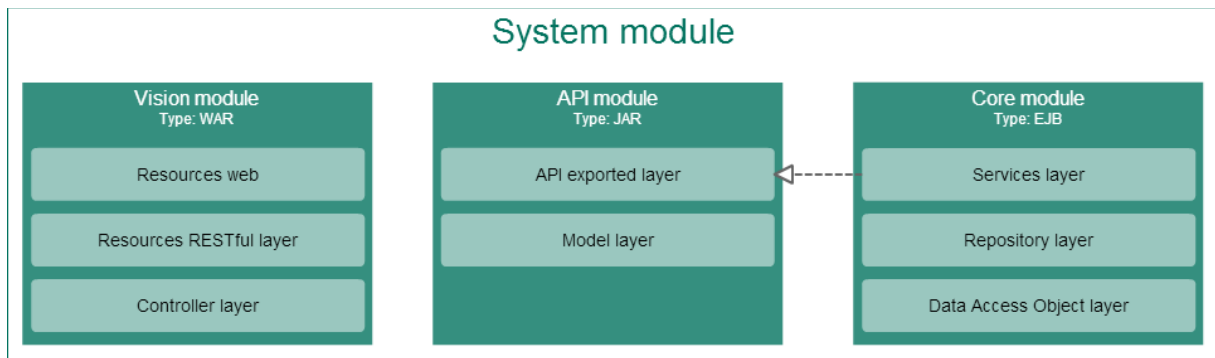 System module
Vision module
Type: WAR
Resources web
Resources RESTful layer
Controller layer
API module
Type: JAR
API exported layer
Model layer
Core module
Type: EJB
Services layer
Repository layer
Data Access Object layer